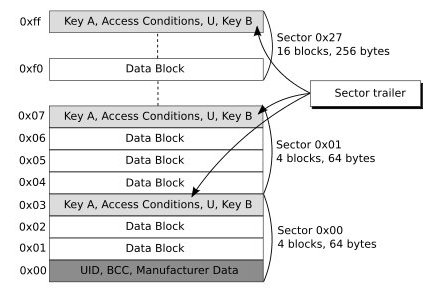 0xff Key A, Access Conditions, U, Key B
Sector 0x27
16 blocks, 256 bytes
0xf0 Data Block
Sector trailer
0x07 Key A, Access Conditions, U, Key B
0x06 Data Block
Sector 0x01
4 blocks, 64 bytes
0x05 Data Block
0x04 Data Block
0x03 Key A, Access Conditions, U, Key B
0x02 Data Block
Sector 0x00
4 blocks, 64 bytes
0x01 Data Block
0x00 UID, BCC, Manufacturer Data